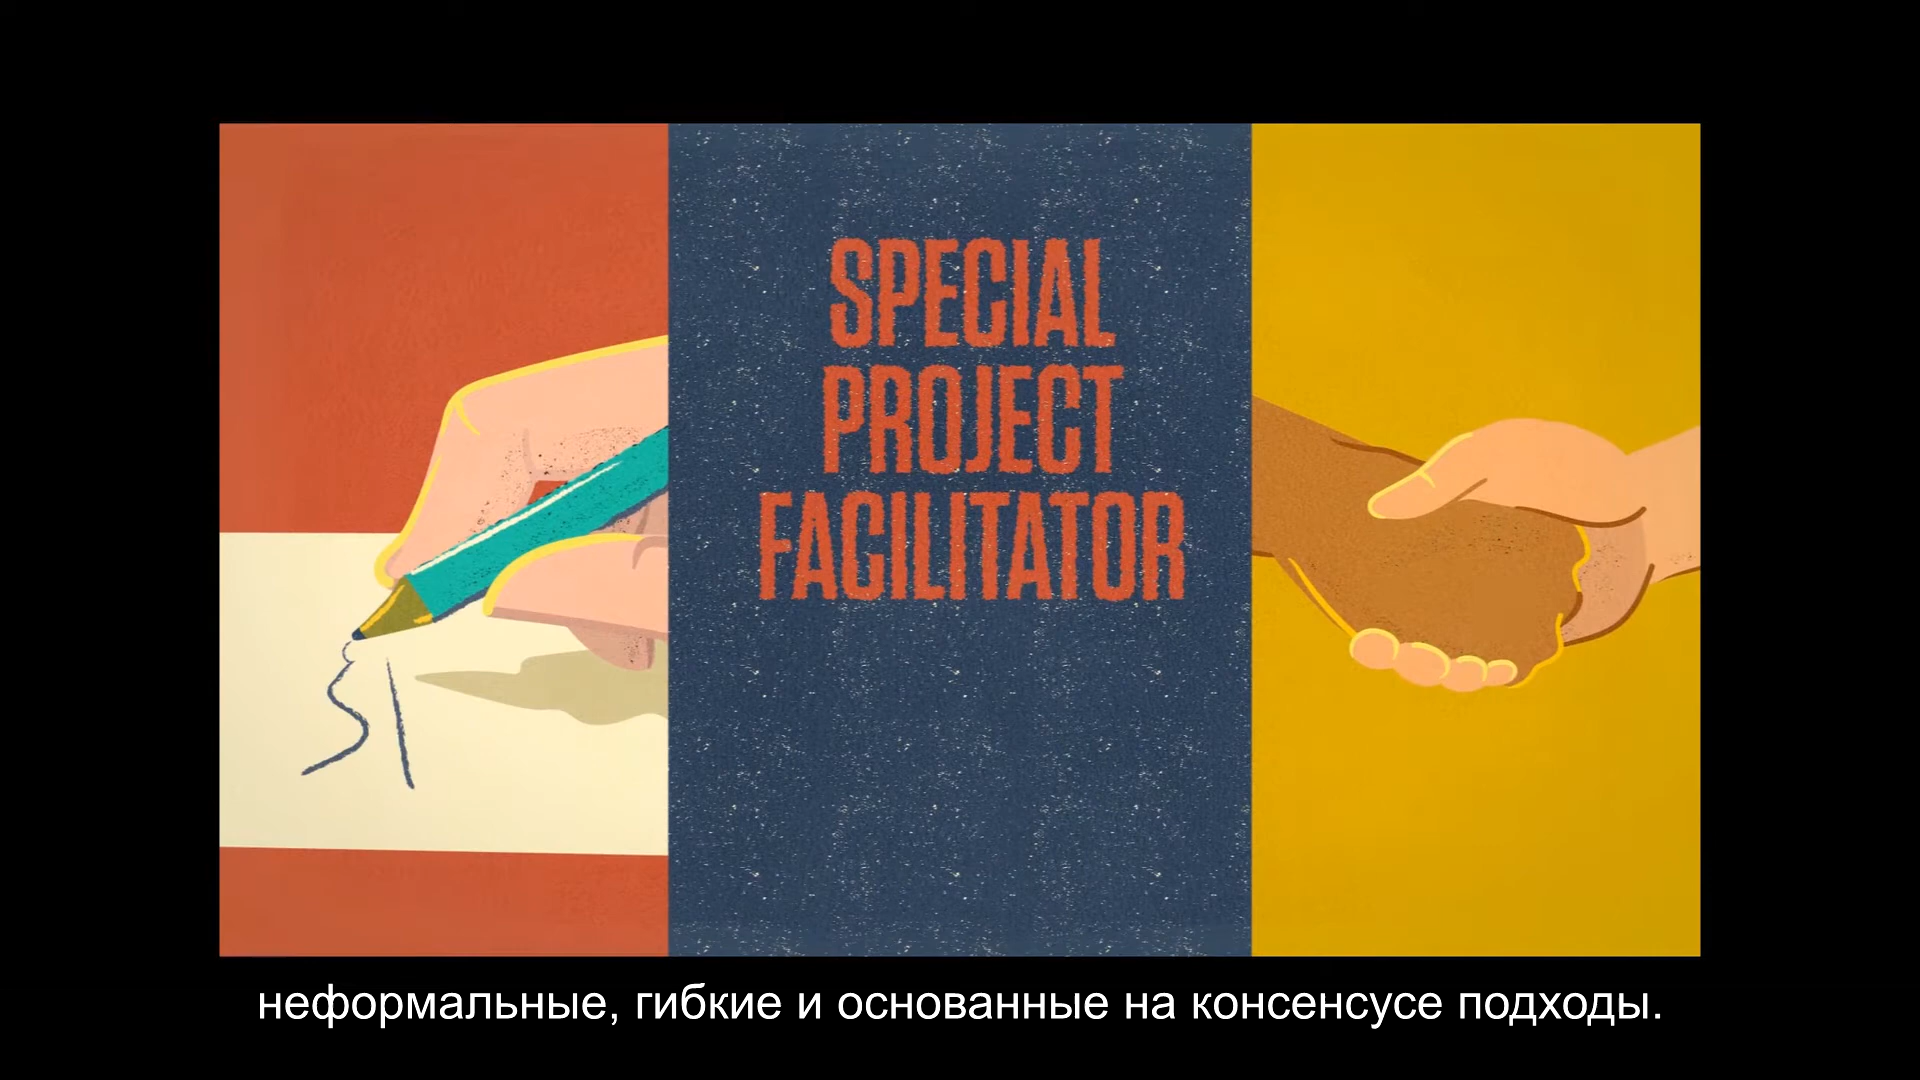 SPECIAL
PROJECT
FACILITATOR
неформальные, гибкие и основанные на консенсусе подходы.